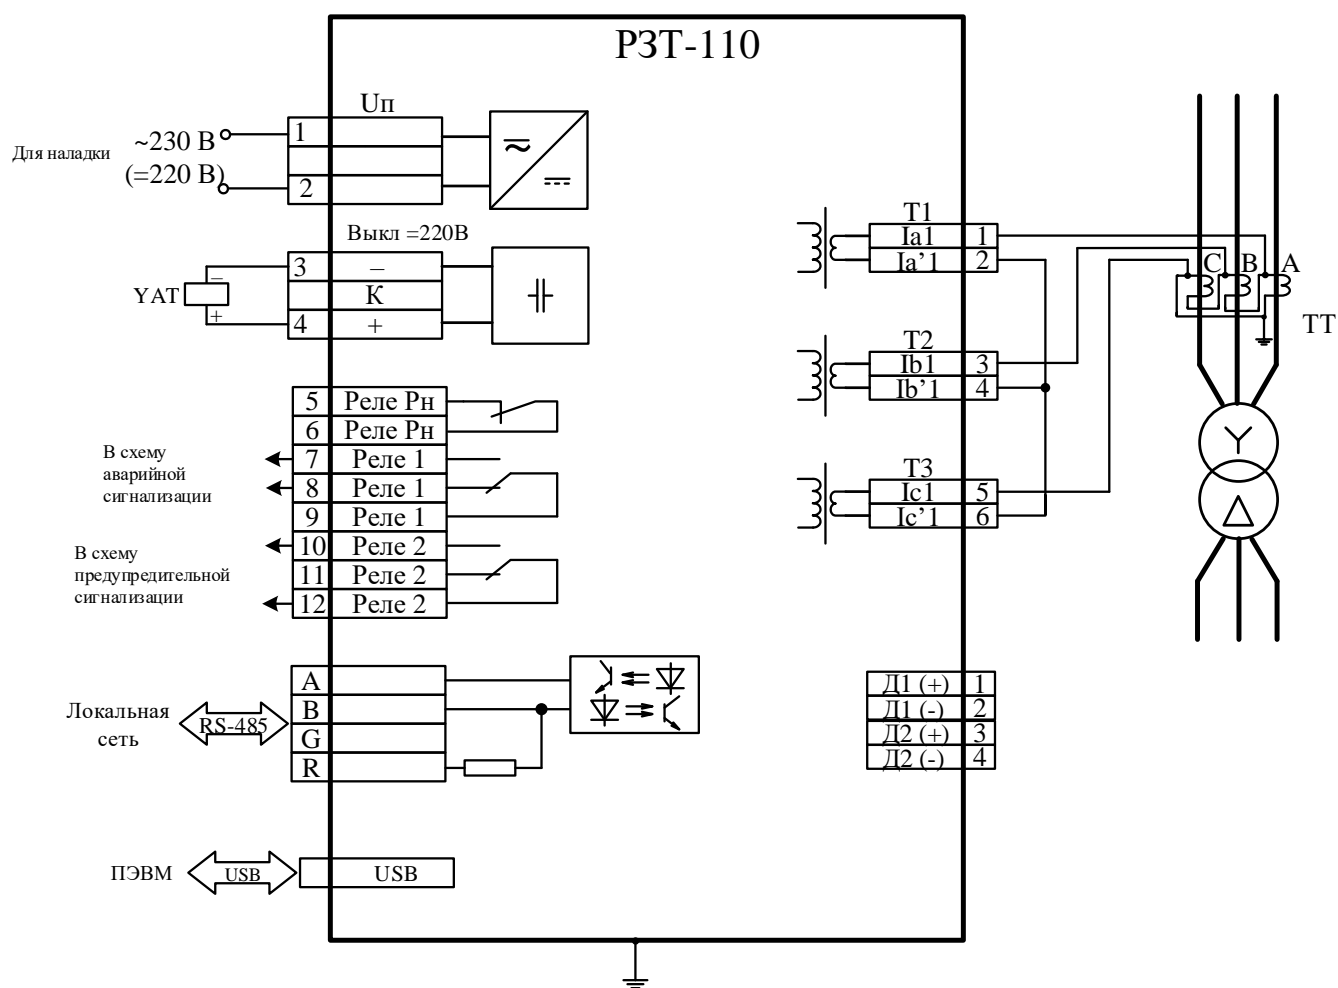 РЗТ-110
Uп
Для наладки
~230 В
(=220 В)
1
2
Выкл =220В
YAT
–
+
3 –
К
4 +
5 Реле Рн
6 Реле Рн
7 Реле 1
8 Реле 1
9 Реле 1
10 Реле 2
11 Реле 2
12 Реле 2
В схему
аварийной
сигнализации
В схему
предупредительной
сигнализации
A
B
G
R
Локальная
сеть
RS-485
ПЭВМ
USB
USB
T1
Ia1 1
Ia’1 2
T2
Ib1 3
Ib’1 4
T3
Ic1 5
Ic’1 6
C B A
ТТ
Д1 (+) 1
Д1 (-) 2
Д2 (+) 3
Д2 (-) 4